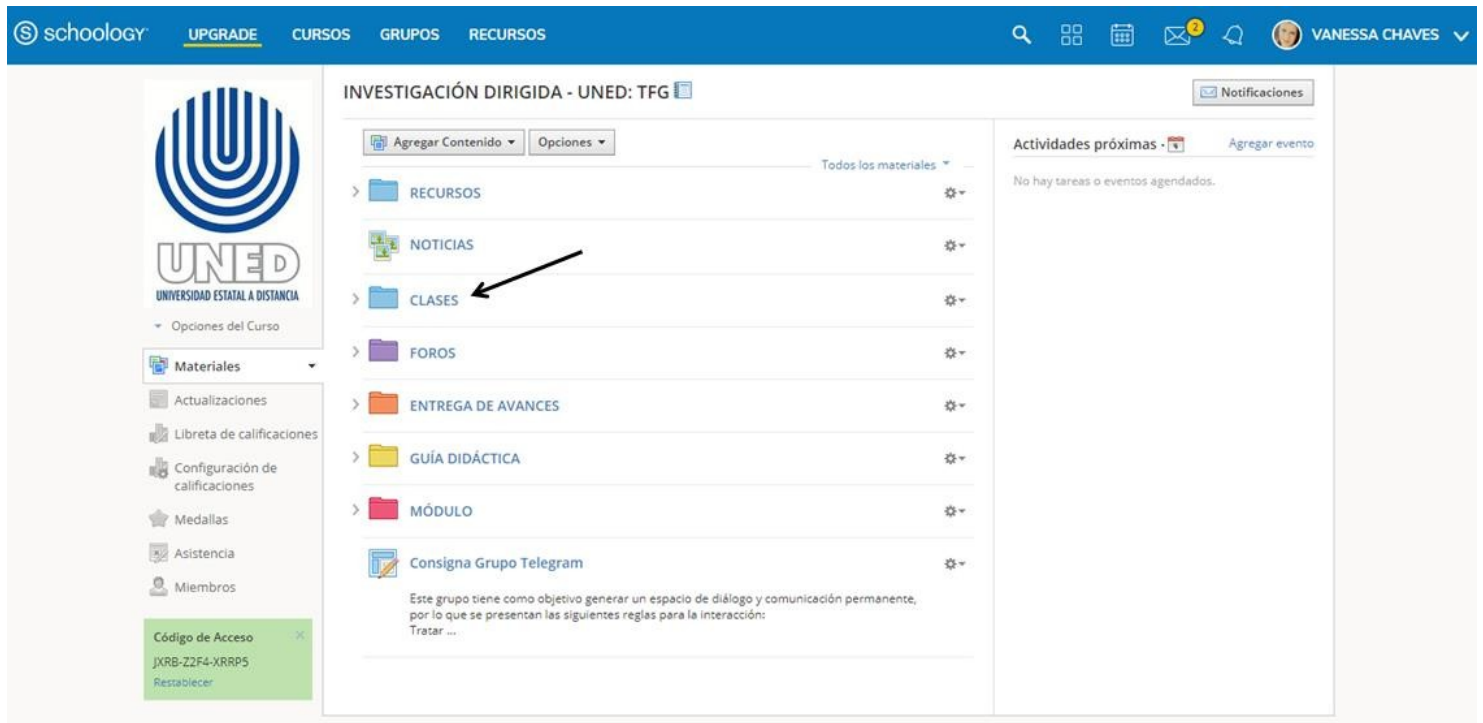 schoology UPGRADE CURSOS GRUPOS RECURSOS 2 VANESSA CHAVES
UNED
UNIVERSIDAD ESTATAL A DISTANCIA
Opciones del Curso
Materiales
Actualizaciones
Libreta de calificaciones
Configuración de
calificaciones
Medallas
Asistencia
Miembros
Código de Acceso
JXRB-Z2F4-XRRP5
Restablecer
INVESTIGACIÓN DIRIGIDA - UNED: TFG
Notificaciones
Agregar Contenido Opciones
Todos los materiales
RECURSOS
NOTICIAS
CLASES
FOROS
ENTREGA DE AVANCES
GUÍA DIDÁCTICA
MÓDULO
Consigna Grupo Telegram
Este grupo tiene como objetivo generar un espacio de diálogo y comunicación permanente,
por lo que se presentan las siguientes reglas para la interacción:
Tratar ...
Actividades próximas · Agregar evento
No hay tareas o eventos agendados.